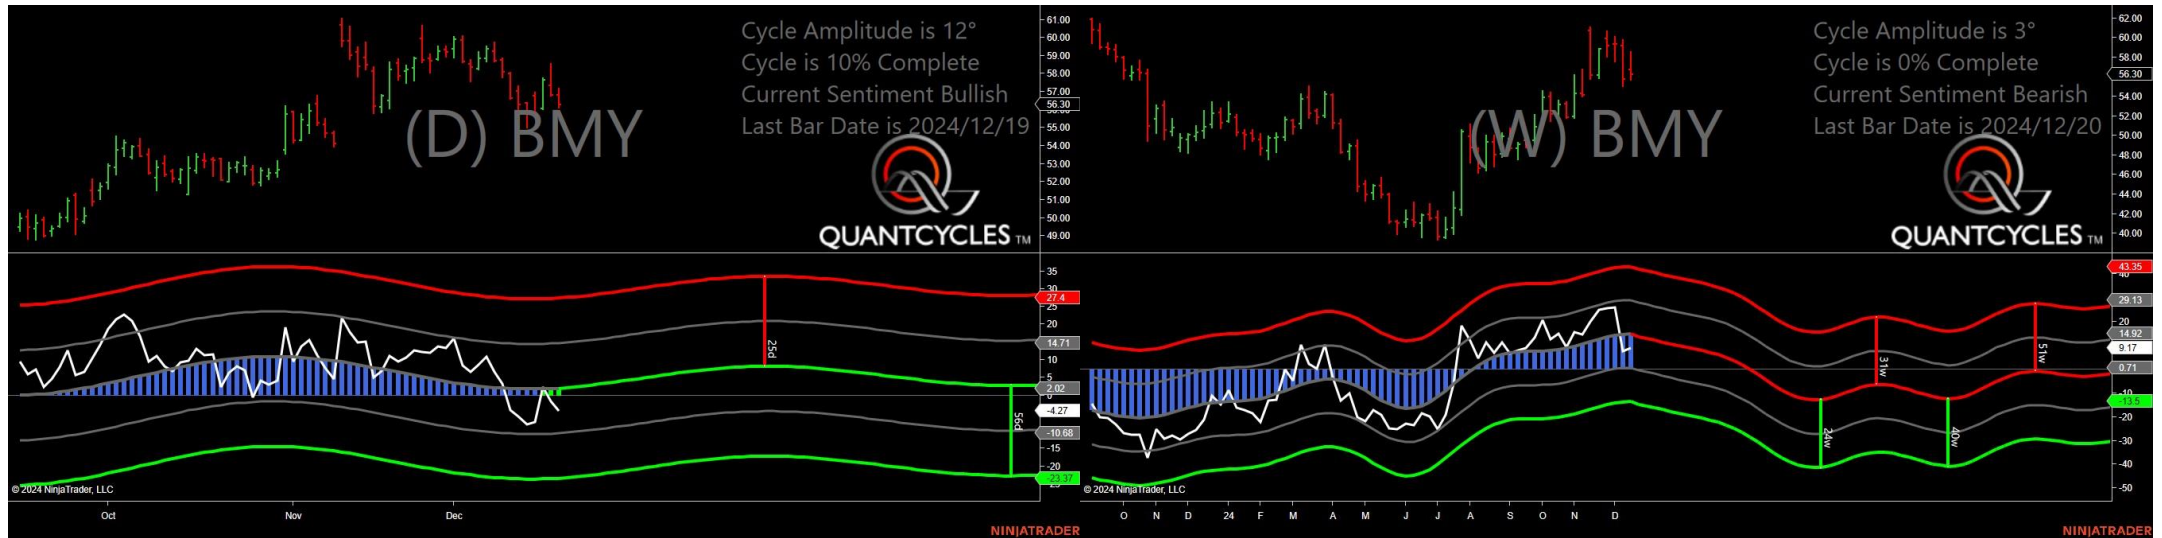 Cycle Amplitude is 12°
Cycle is 10% Complete
Current Sentiment Bullish
Last Bar Date is 2024/12/19
(D) BMY
QUANTCYCLES TM
61.00
60.00
59.00
58.00
57.00
56.30
55.00
54.00
53.00
52.00
51.00
50.00
49.00
35
30
27.4
25
20
14.71
10
5
2.02
0
-4.27
-10.68
-15
-20
-23.37
25d
56d
© 2024 NinjaTrader, LLC
Oct Nov Dec
NINJATRADER
Cycle Amplitude is 3°
Cycle is 0% Complete
Current Sentiment Bearish
Last Bar Date is 2024/12/20
(W) BMY
QUANTCYCLES TM
62.00
60.00
58.00
56.30
54.00
52.00
50.00
48.00
46.00
44.00
42.00
40.00
43.35
40
29.13
20
14.92
9.17
0.71
-10
-13.5
-20
-30
-40
-50
31w
51w
24w
40w
© 2024 NinjaTrader, LLC
O N D 24 F M A M J J A S O N D
NINJATRADER